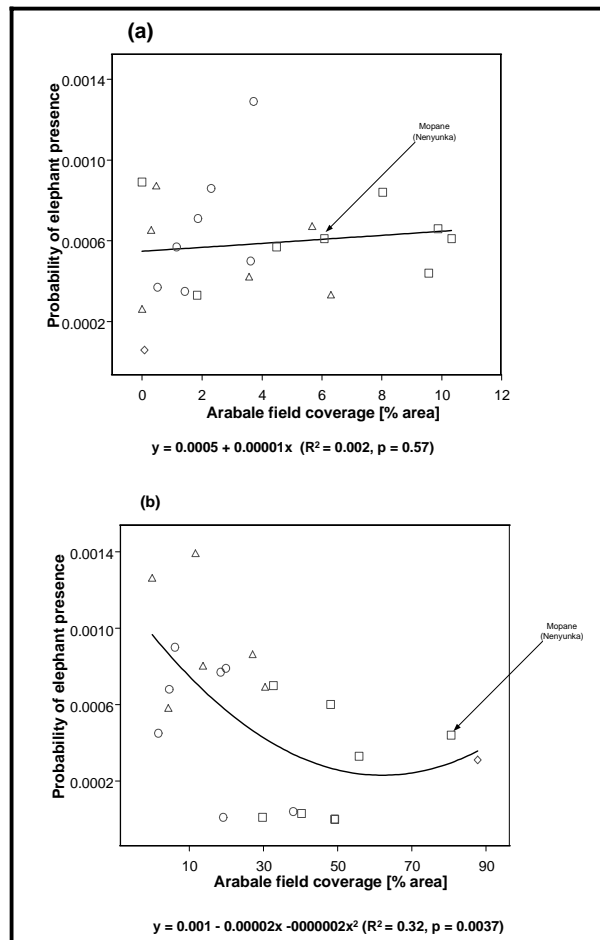 (a)
0.0014
0.0010
0.0006
0.0002
Probability of elephant presence
Mopane
(Nenyunka)
0 2 4 6 8 10 12
Arabale field coverage [% area]
y = 0.0005 + 0.00001x (R² = 0.002, p = 0.57)
(b)
0.0014
0.0010
0.0006
0.0002
Probability of elephant presence
Mopane
(Nenyunka)
10 30 50 70 90
Arabale field coverage [% area]
y = 0.001 - 0.00002x -0000002x² (R² = 0.32, p = 0.0037)